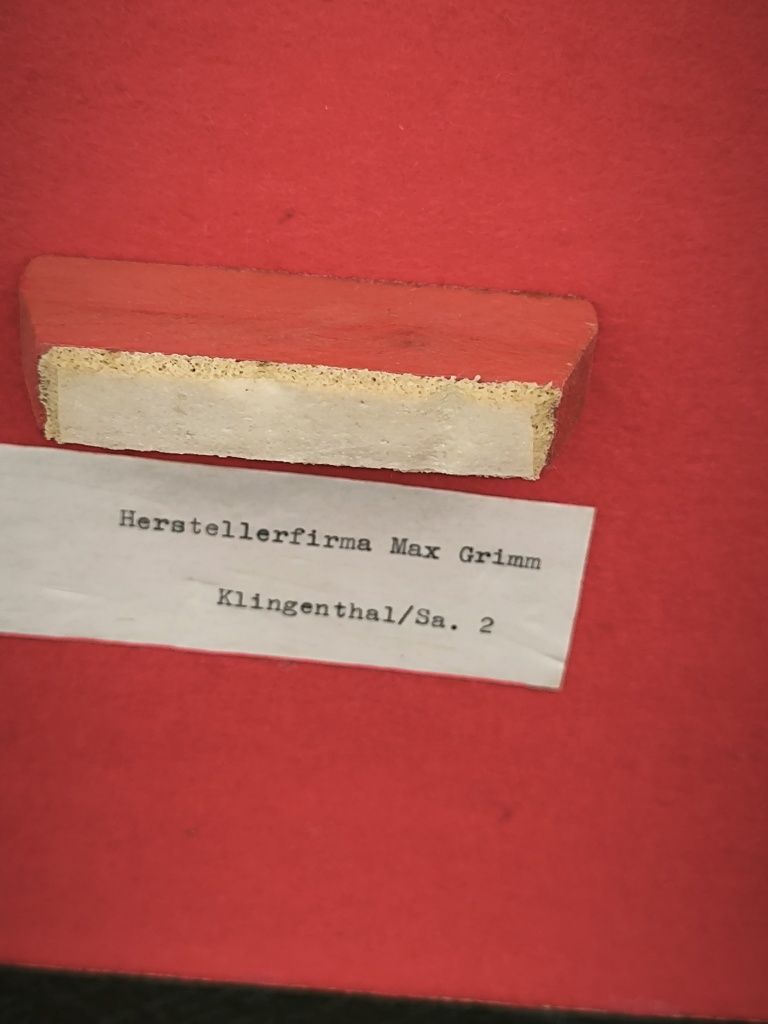 Herstellerfirma Max Grimm
Klingenthal/Sa. 2